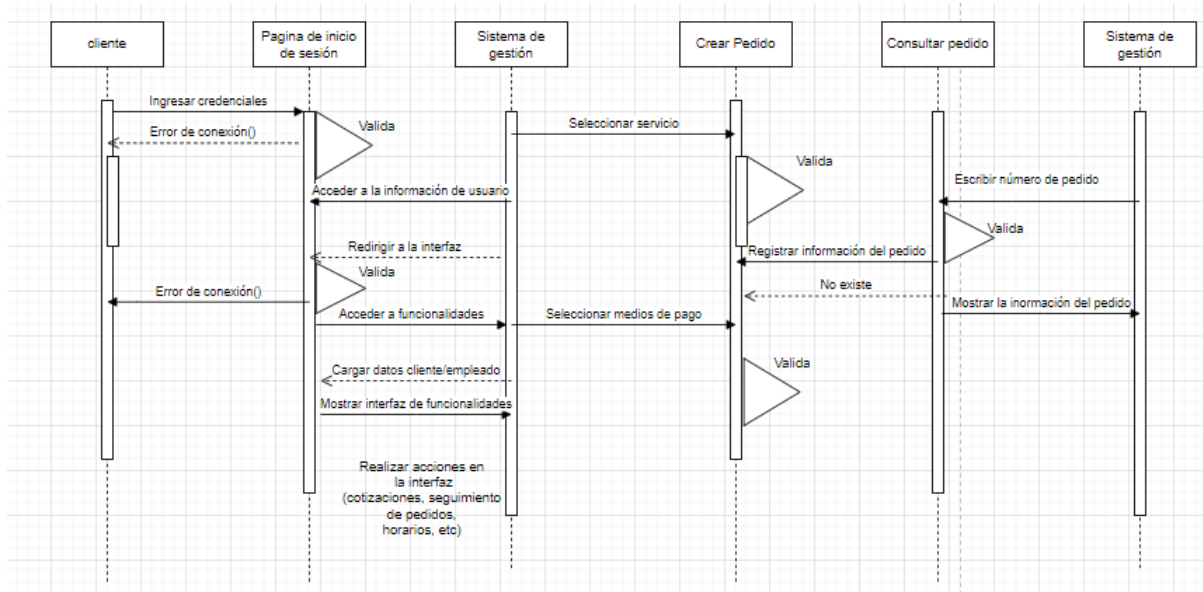 cliente
Pagina de inicio
de sesión
Sistema de
gestión
Crear Pedido
Consultar pedido
Sistema de
gestión
Ingresar credenciales
Valida
Error de conexión()
Seleccionar servicio
Valida
Acceder a la información de usuario
Escribir número de pedido
Valida
Redirigir a la interfaz
Registrar información del pedido
Valida
Error de conexión()
No existe
Mostrar la inormación del pedido
Acceder a funcionalidades
Seleccionar medios de pago
Valida
Cargar datos cliente/empleado
Mostrar interfaz de funcionalidades
Realizar acciones en
la interfaz
(cotizaciones, seguimiento
de pedidos,
horarios, etc)